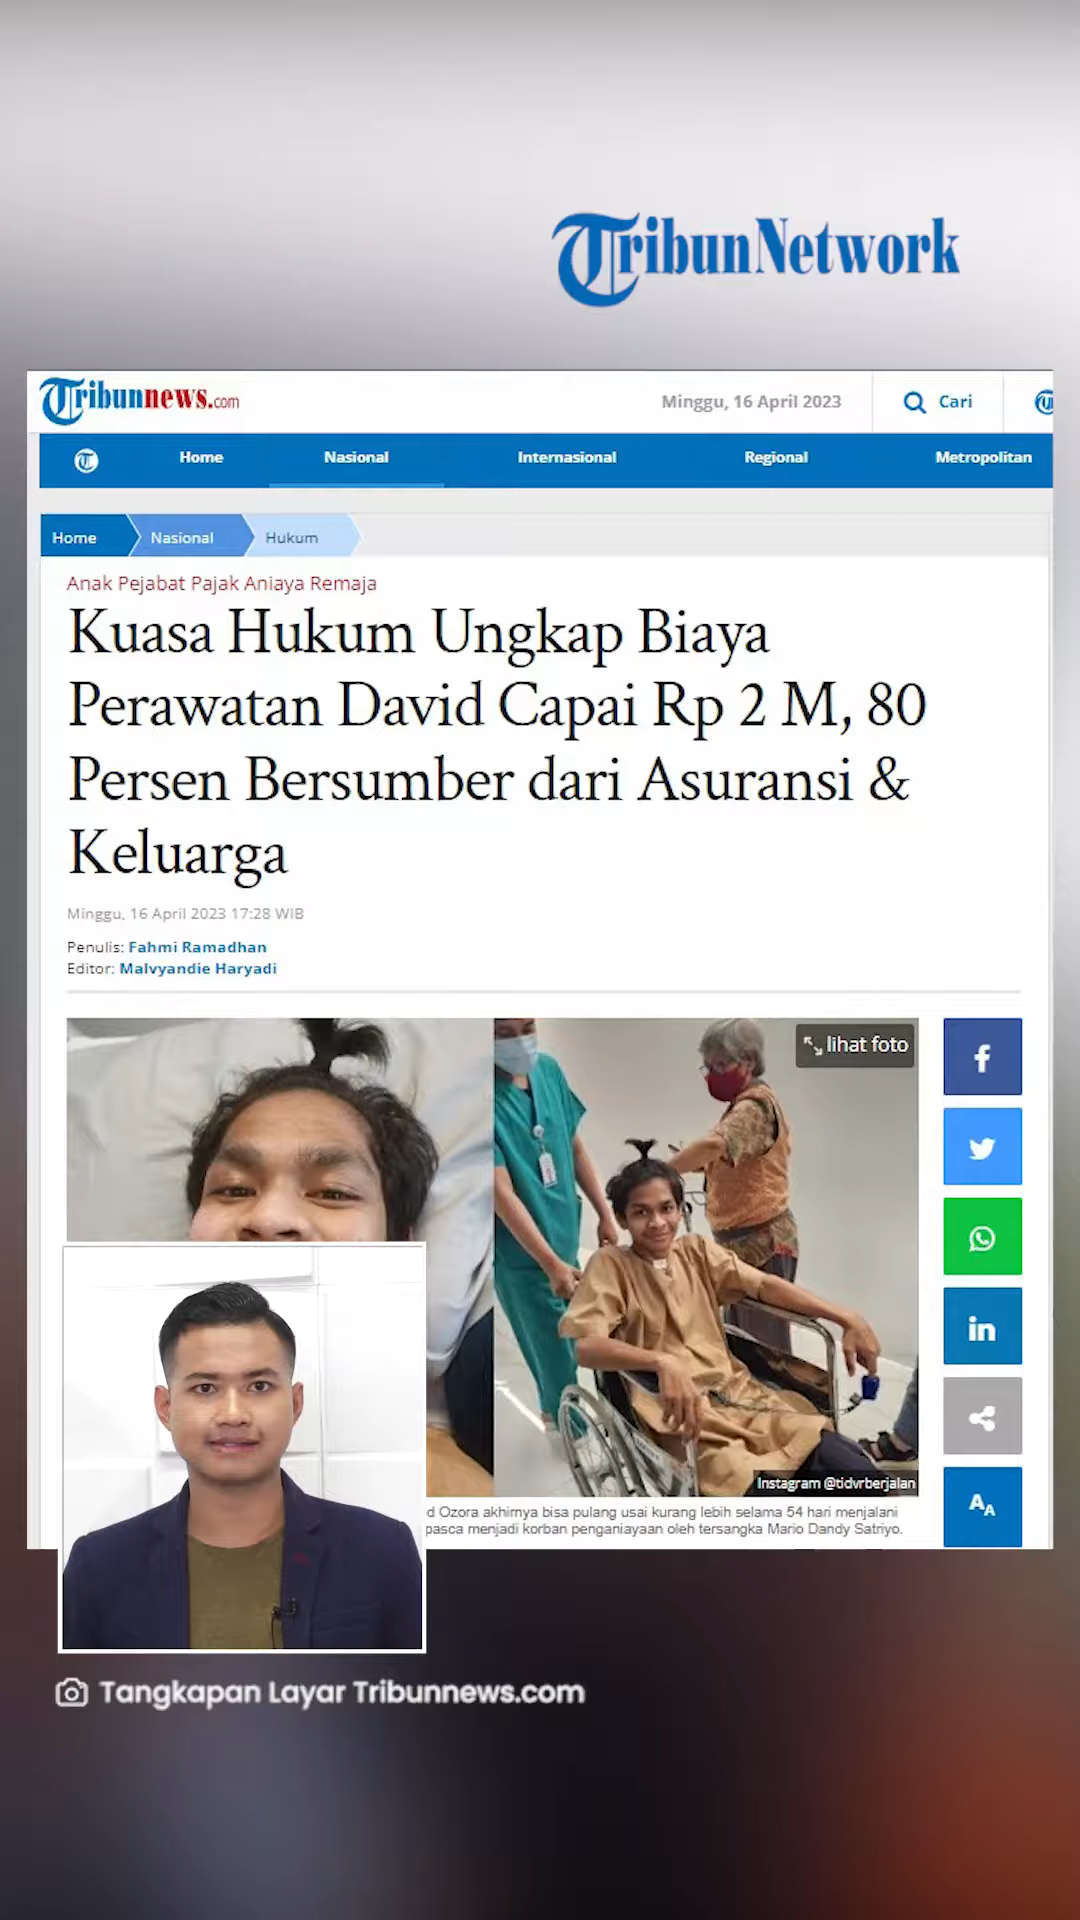 TribunNetwork
Tribunnews.com
Minggu, 16 April 2023
Cari
Home
Nasional
Internasional
Regional
Metropolitan
Home
Nasional
Hukum
Anak Pejabat Pajak Aniaya Remaja
Kuasa Hukum Ungkap Biaya
Perawatan David Capai Rp 2 M, 80
Persen Bersumber dari Asuransi &
Keluarga
Minggu, 16 April 2023 17:28 WIB
Penulis: Fahmi Ramadhan
Editor: Malvyandie Haryadi
lihat foto
Instagram @tidvrberjalan
d Ozora akhirnya bisa pulang usai kurang lebih selama 54 hari menjalani
pasca menjadi korban penganiayaan oleh tersangka Mario Dandy Satriyo.
AA
Tangkapan Layar Tribunnews.com